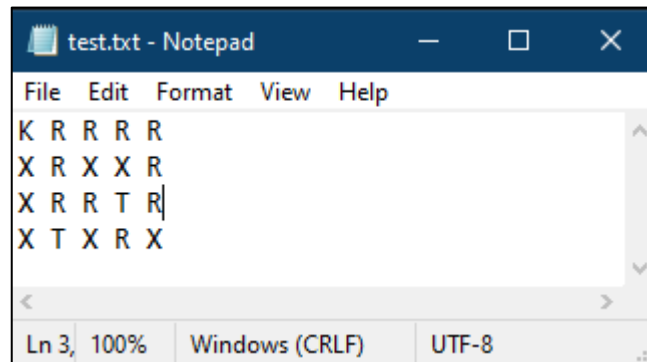 test.txt - Notepad
File Edit Format View Help
K R R R R
X R X X R
X R R T R
X T X R X
Ln 3, 100% Windows (CRLF) UTF-8